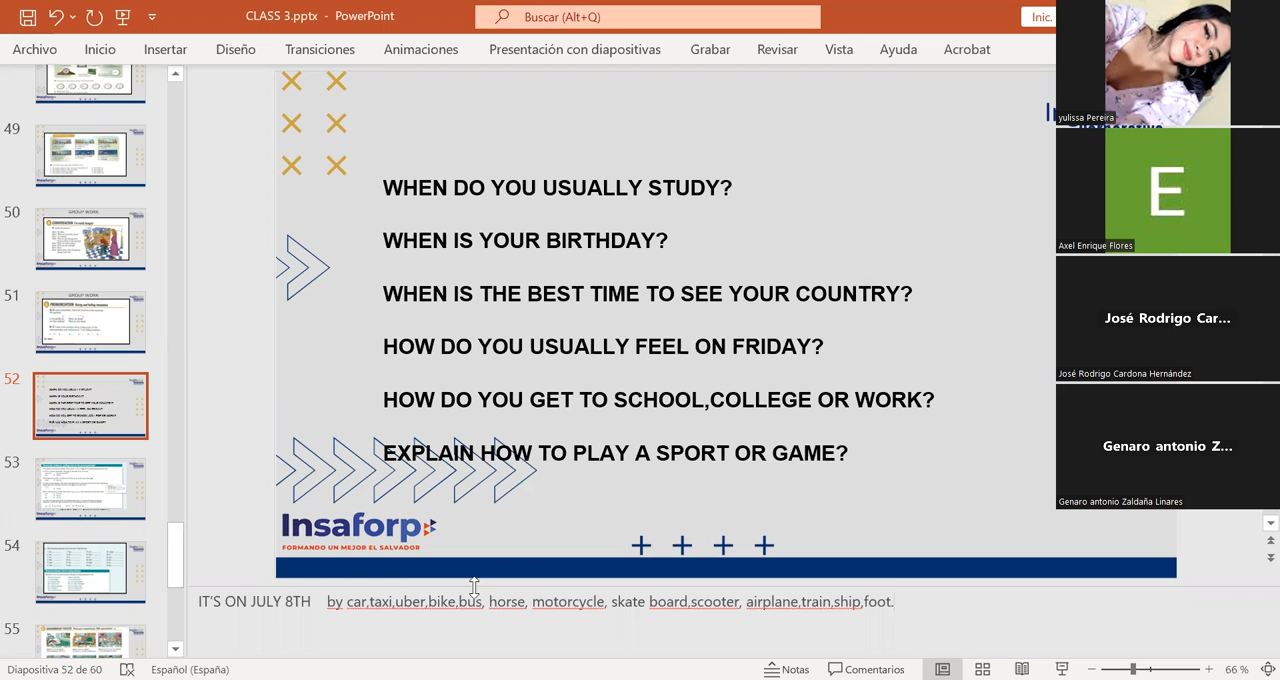 CLASS 3.pptx - PowerPoint
Buscar (Alt+Q)
Inic.
Archivo Inicio Insertar Diseño Transiciones Animaciones Presentación con diapositivas Grabar Revisar Vista Ayuda Acrobat
49
50
51
52
53
54
55
WHEN DO YOU USUALLY STUDY?
WHEN IS YOUR BIRTHDAY?
WHEN IS THE BEST TIME TO SEE YOUR COUNTRY?
HOW DO YOU USUALLY FEEL ON FRIDAY?
HOW DO YOU GET TO SCHOOL,COLLEGE OR WORK?
EXPLAIN HOW TO PLAY A SPORT OR GAME?
Insaforp
FORMANDO UN MEJOR EL SALVADOR
IT'S ON JULY 8TH by car,taxi,uber,bike,bus, horse, motorcycle, skate board,scooter, airplane,train,ship,foot.
yulissa Pereira
E
Axel Enrique Flores
José Rodrigo Car...
José Rodrigo Cardona Hernández
Genaro antonio Z...
Genaro antonio Zaldaña Linares
Diapositiva 52 de 60 Español (España) Notas Comentarios 66 %